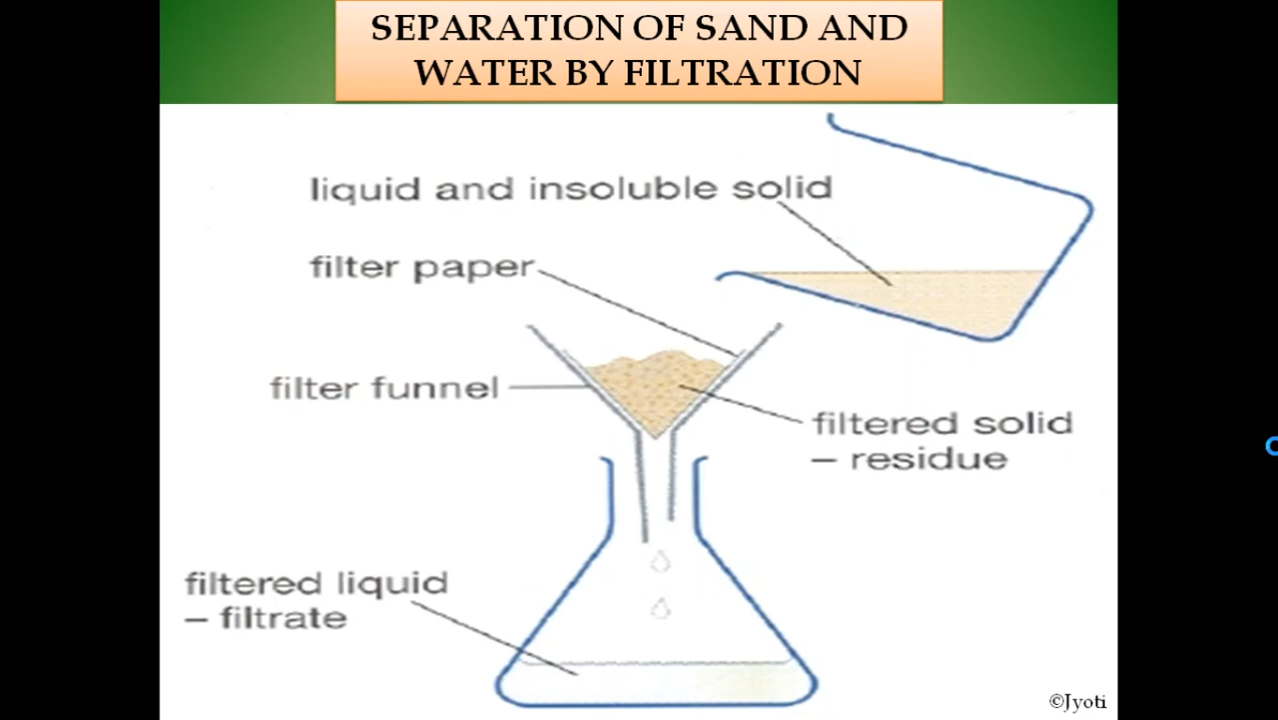 SEPARATION OF SAND AND
WATER BY FILTRATION
liquid and insoluble solid
filter paper
filter funnel
filtered solid
– residue
filtered liquid
– filtrate
©Jyoti